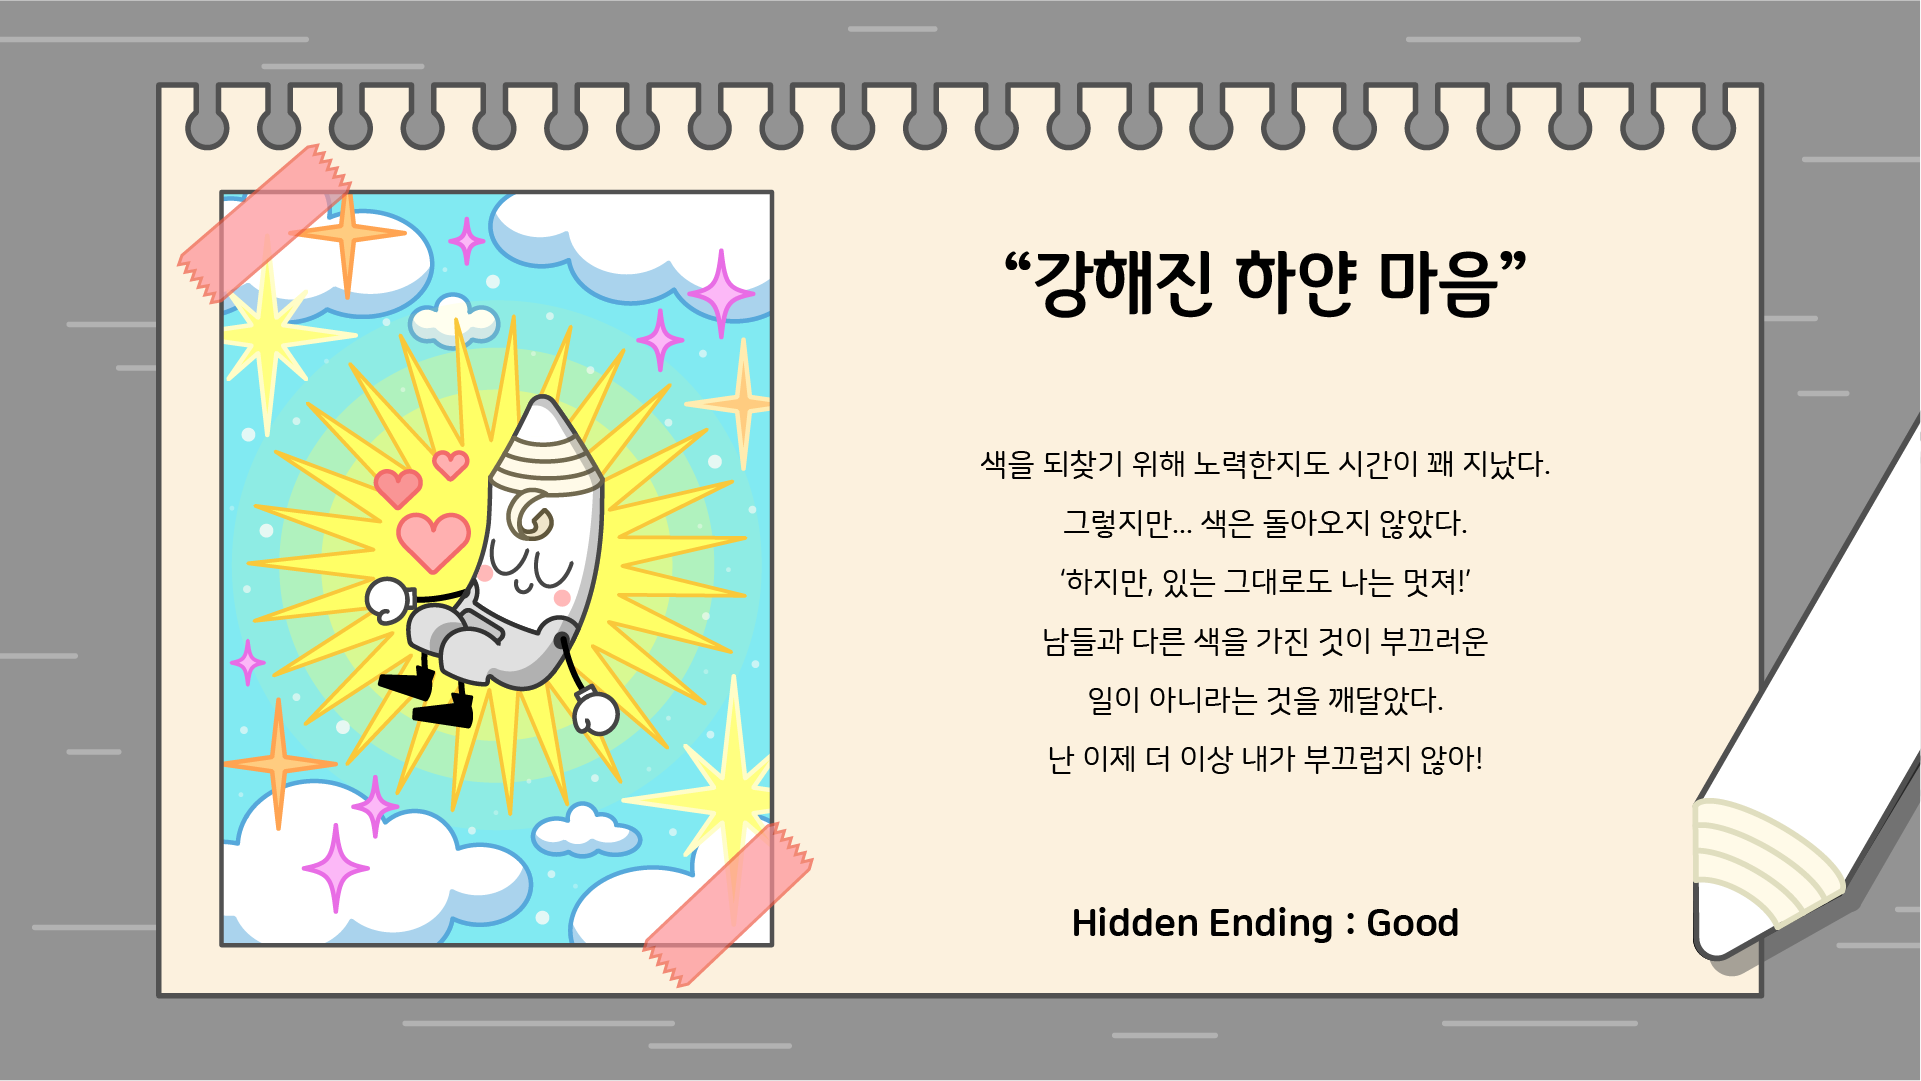 “강해진 하얀 마음”
색을 되찾기 위해 노력한지도 시간이 꽤 지났다.
그렇지만... 색은 돌아오지 않았다.
‘하지만, 있는 그대로도 나는 멋져!’
남들과 다른 색을 가진 것이 부끄러운
일이 아니라는 것을 깨달았다.
난 이제 더 이상 내가 부끄럽지 않아!
Hidden Ending : Good